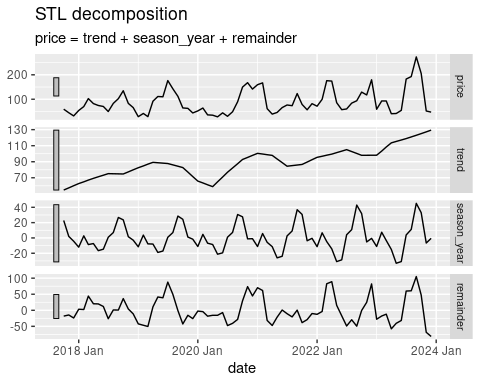 STL decomposition
price = trend + season_year + remainder
200
100
price
130
110
90
70
trend
40
20
0
-20
season_year
100
50
0
-50
remainder
2018 Jan 2020 Jan 2022 Jan 2024 Jan
date